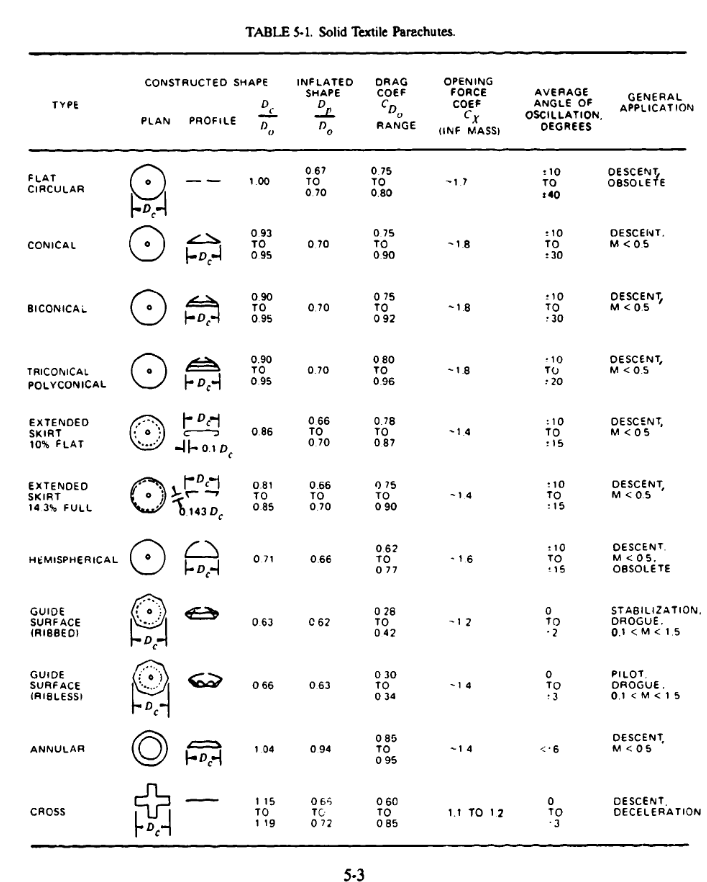 TABLE 5-1. Solid Textile Parachutes.
TYPE
CONSTRUCTED SHAPE
PLAN PROFILE
D_c
D_o
INFLATED
SHAPE
D_p
D_o
DRAG
COEF
C_Do
RANGE
OPENING
FORCE
COEF
C_X
(INF MASS)
AVERAGE
ANGLE OF
OSCILLATION,
DEGREES
GENERAL
APPLICATION
FLAT
CIRCULAR
D_c
1.00
0.67
TO
0.70
0.75
TO
0.80
~1.7
±10
TO
±40
DESCENT,
OBSOLETE
CONICAL
D_c
0.93
TO
0.95
0.70
0.75
TO
0.90
~1.8
±10
TO
±30
DESCENT,
M < 0.5
BICONICAL
D_c
0.90
TO
0.95
0.70
0.75
TO
0.92
~1.8
±10
TO
±30
DESCENT,
M < 0.5
TRICONICAL
POLYCONICAL
D_c
0.90
TO
0.95
0.70
0.80
TO
0.96
~1.8
±10
TO
±20
DESCENT,
M < 0.5
EXTENDED
SKIRT
10% FLAT
D_c
0.1 D_c
0.86
0.66
TO
0.70
0.78
TO
0.87
~1.4
±10
TO
±15
DESCENT,
M < 0.5
EXTENDED
SKIRT
14.3% FULL
D_c
0.143 D_c
0.81
TO
0.85
0.66
TO
0.70
0.75
TO
0.90
~1.4
±10
TO
±15
DESCENT,
M < 0.5
HEMISPHERICAL
D_c
0.71
0.66
0.62
TO
0.77
~1.6
±10
TO
±15
DESCENT,
M < 0.5,
OBSOLETE
GUIDE
SURFACE
(RIBBED)
D_c
0.63
0.62
0.28
TO
0.42
~1.2
0
TO
±2
STABILIZATION,
DROGUE,
0.1 < M < 1.5
GUIDE
SURFACE
(RIBLESS)
D_c
0.66
0.63
0.30
TO
0.34
~1.4
0
TO
±3
PILOT,
DROGUE,
0.1 < M < 1.5
ANNULAR
D_c
1.04
0.94
0.85
TO
0.95
~1.4
<±6
DESCENT,
M < 0.5
CROSS
D_c
1.15
TO
1.19
0.66
TO
0.72
0.60
TO
0.85
1.1 TO 1.2
0
TO
±3
DESCENT,
DECELERATION
5-3